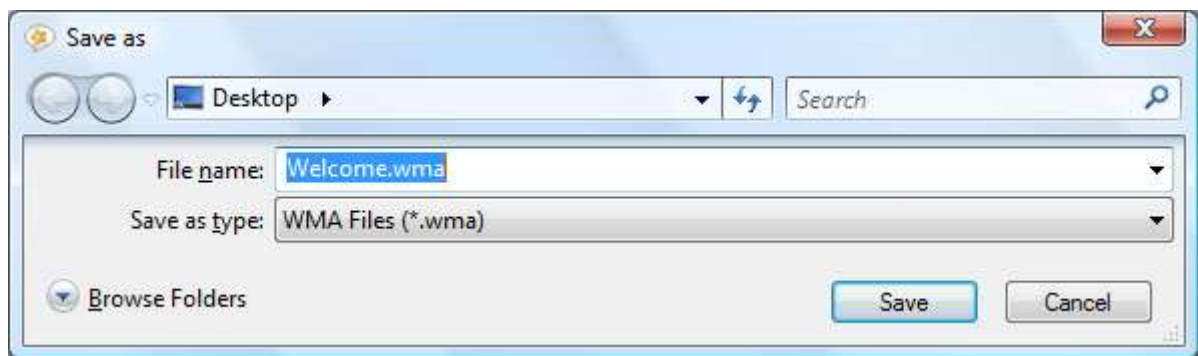 Save as
Desktop Search
File name: Welcome.wma
Save as type: WMA Files (*.wma)
Browse Folders Save Cancel